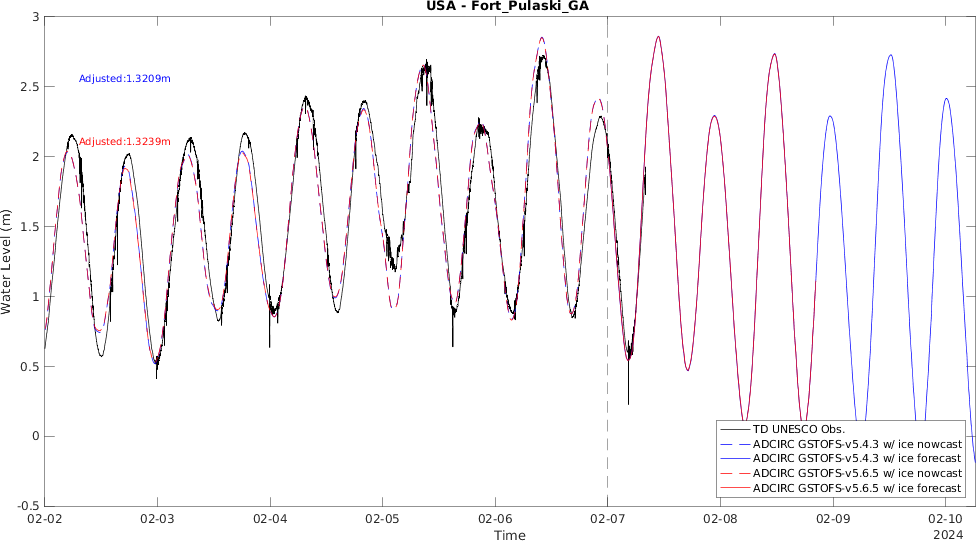 USA - Fort_Pulaski_GA
3
2.5
2
1.5
1
0.5
0
-0.5
Water Level (m)
Adjusted:1.3209m
Adjusted:1.3239m
TD UNESCO Obs.
ADCIRC GSTOFS-v5.4.3 w/ ice nowcast
ADCIRC GSTOFS-v5.4.3 w/ ice forecast
ADCIRC GSTOFS-v5.6.5 w/ ice nowcast
ADCIRC GSTOFS-v5.6.5 w/ ice forecast
02-02 02-03 02-04 02-05 02-06 02-07 02-08 02-09 02-10
2024
Time